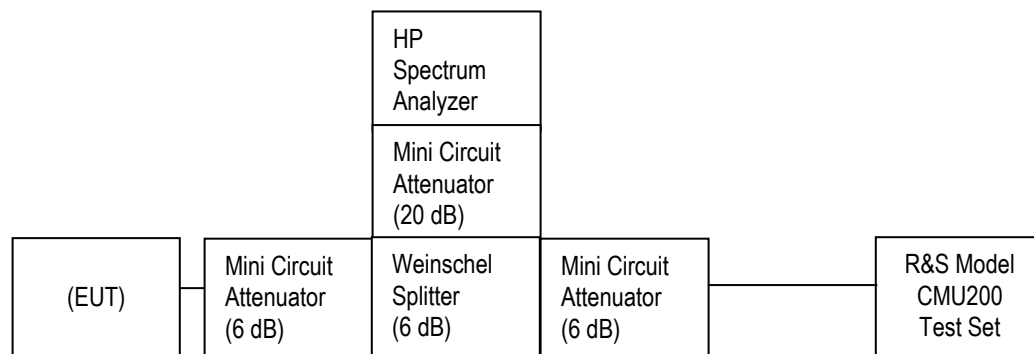 HP
Spectrum
Analyzer
Mini Circuit
Attenuator
(20 dB)
(EUT)
Mini Circuit
Attenuator
(6 dB)
Weinschel
Splitter
(6 dB)
Mini Circuit
Attenuator
(6 dB)
R&S Model
CMU200
Test Set